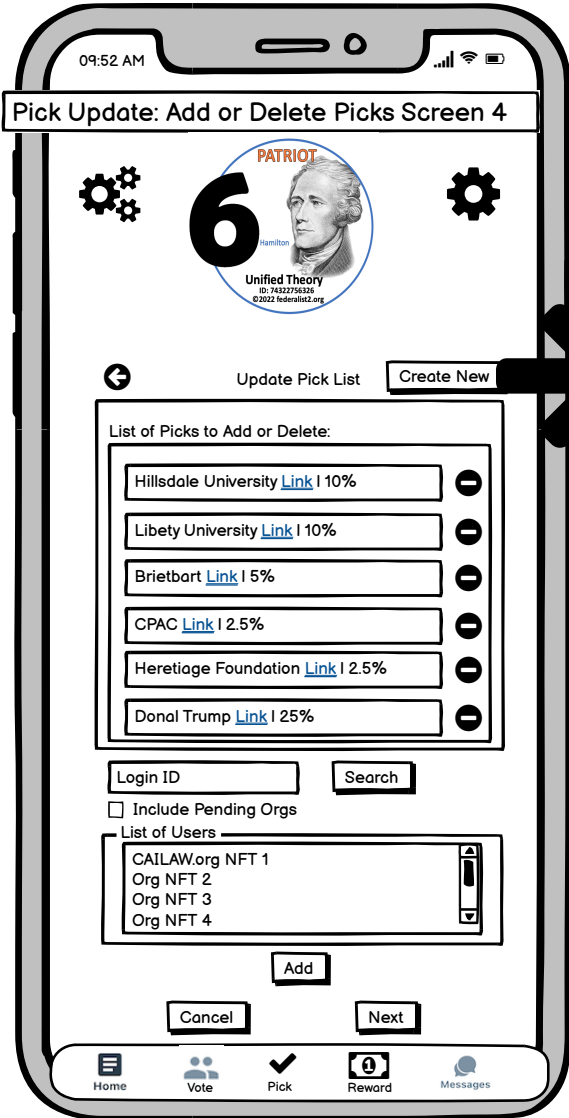 09:52 AM
Pick Update: Add or Delete Picks Screen 4
PATRIOT
6
Hamilton
Unified Theory
ID: 74322756326
©2022 federalist2.org
Update Pick List
Create New
List of Picks to Add or Delete:
Hillsdale University Link | 10%
Libety University Link | 10%
Brietbart Link | 5%
CPAC Link | 2.5%
Heretiage Foundation Link | 2.5%
Donal Trump Link | 25%
Login ID
Search
Include Pending Orgs
List of Users
CAILAW.org NFT 1
Org NFT 2
Org NFT 3
Org NFT 4
Add
Cancel
Next
1
Home
Vote
Pick
Reward
Messages